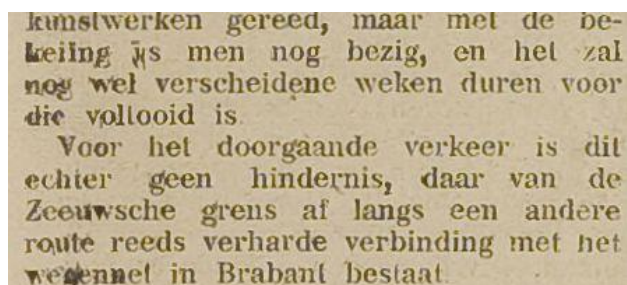 kunstwerken gereed, maar met de be-
keiing is men nog bezig, en het zal
nog wel verscheidene weken duren voor
die voltooid is.
Voor het doorgaande verkeer is dit
echter geen hindernis, daar van de
Zeeuwsche grens af langs een andere
route reeds verharde verbinding met het
wegennet in Brabant bestaat.